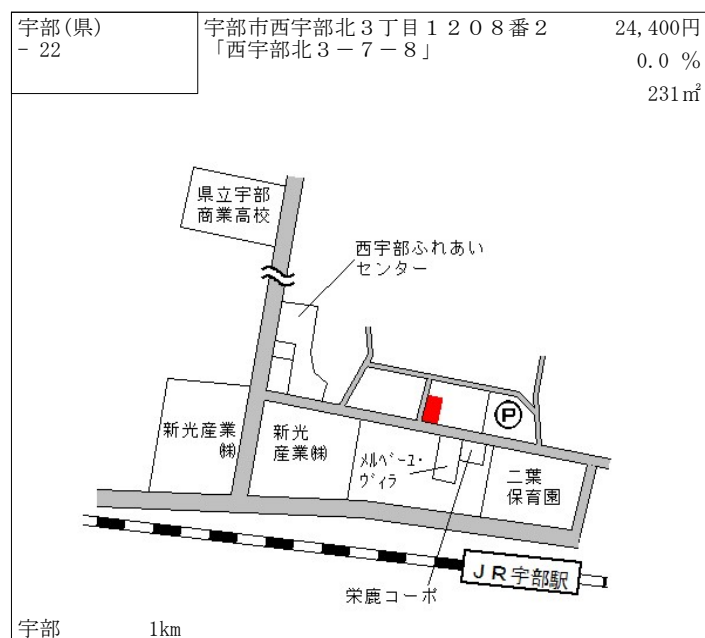 宇部(県)
- 22
宇部市西宇部北３丁目１２０８番２
「西宇部北３－７－８」
24,400円
0.0 %
231㎡
県立宇部
商業高校
西宇部ふれあい
センター
新光産業
㈱
新光
産業㈱
ﾒﾙﾍﾞｰﾕ･
ｳﾞｨﾗ
Ｐ
二葉
保育園
ＪＲ宇部駅
栄鹿コーポ
宇部 1km